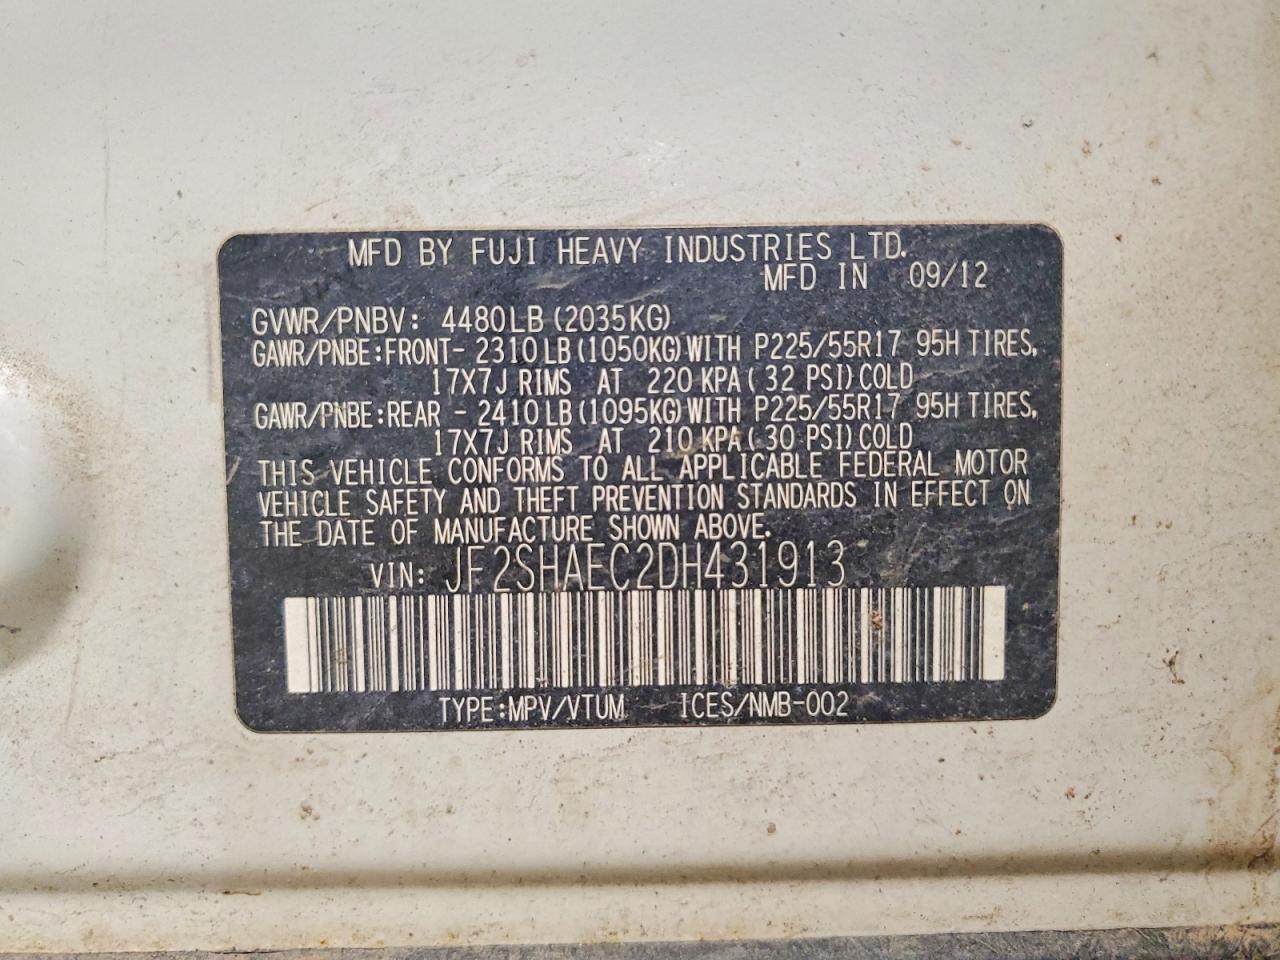 MFD BY FUJI HEAVY INDUSTRIES LTD.
MFD IN 09/12
GVWR/PNBV: 4480LB(2035KG)
GAWR/PNBE:FRONT- 2310LB(1050KG)WITH P225/55R17 95H TIRES,
17X7J RIMS AT 220 KPA( 32 PSI)COLD
GAWR/PNBE:REAR - 2410LB(1095KG)WITH P225/55R17 95H TIRES,
17X7J RIMS AT 210 KPA( 30 PSI)COLD
THIS VEHICLE CONFORMS TO ALL APPLICABLE FEDERAL MOTOR
VEHICLE SAFETY AND THEFT PREVENTION STANDARDS IN EFFECT ON
THE DATE OF MANUFACTURE SHOWN ABOVE.
VIN: JF2SHAEC2DH431913
TYPE:MPV/VTUM ICES/NMB-002